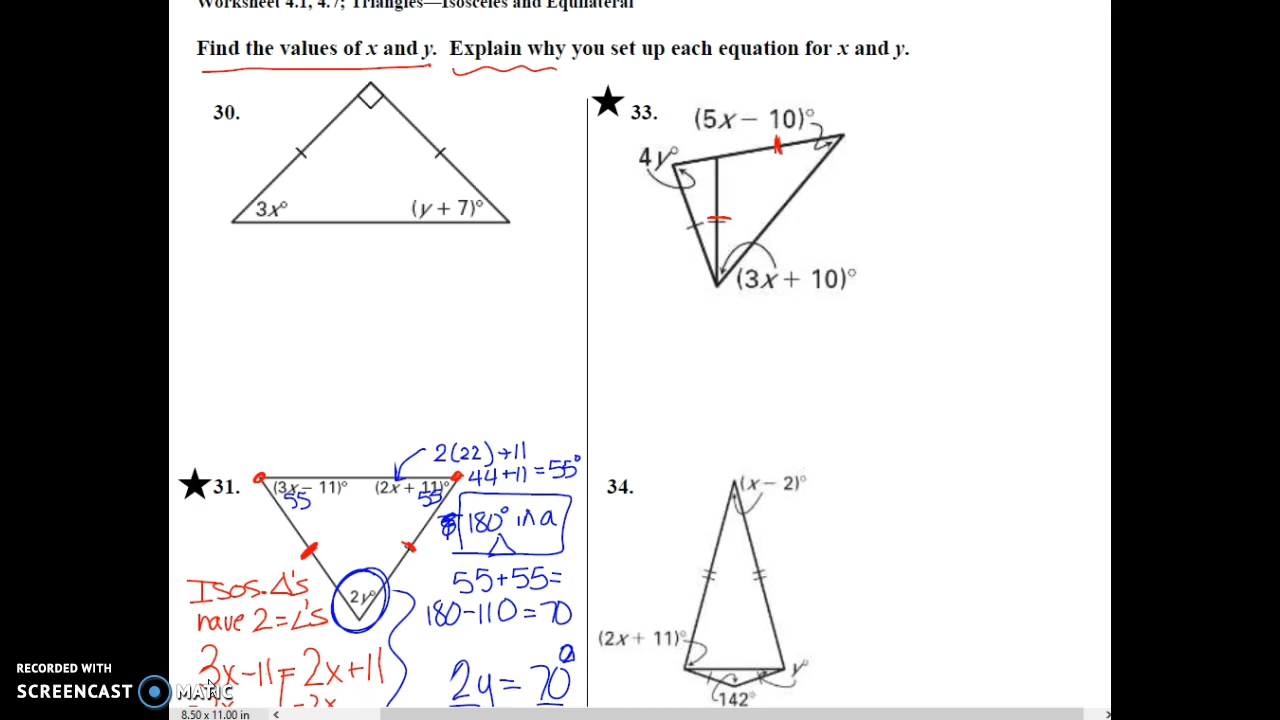 Worksheet 4.1, 4.7; Triangles—Isosceles and Equilateral
Find the values of x and y. Explain why you set up each equation for x and y.
30.
3x°
(y + 7)°
31.
(3x – 11)°
55
(2x + 11)°
55
2(22) + 11
44 + 11 = 55°
180° in a
△
2y°
Isos. △'s
have 2 = ∠'s
3x – 11 = 2x + 11
-2x
55 + 55 =
180 – 110 = 70
2y = 70
33.
(5x – 10)°
4y°
(3x + 10)°
34.
(x – 2)°
(2x + 11)°
y°
142°
RECORDED WITH
SCREENCAST MATIC
8.50 x 11.00 in